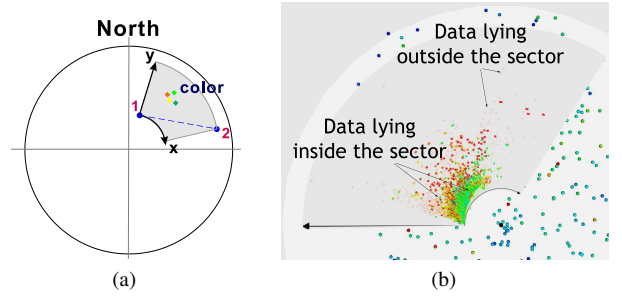 North
y
color
1
2
x
(a)
Data lying
outside the sector
Data lying
inside the sector
(b)